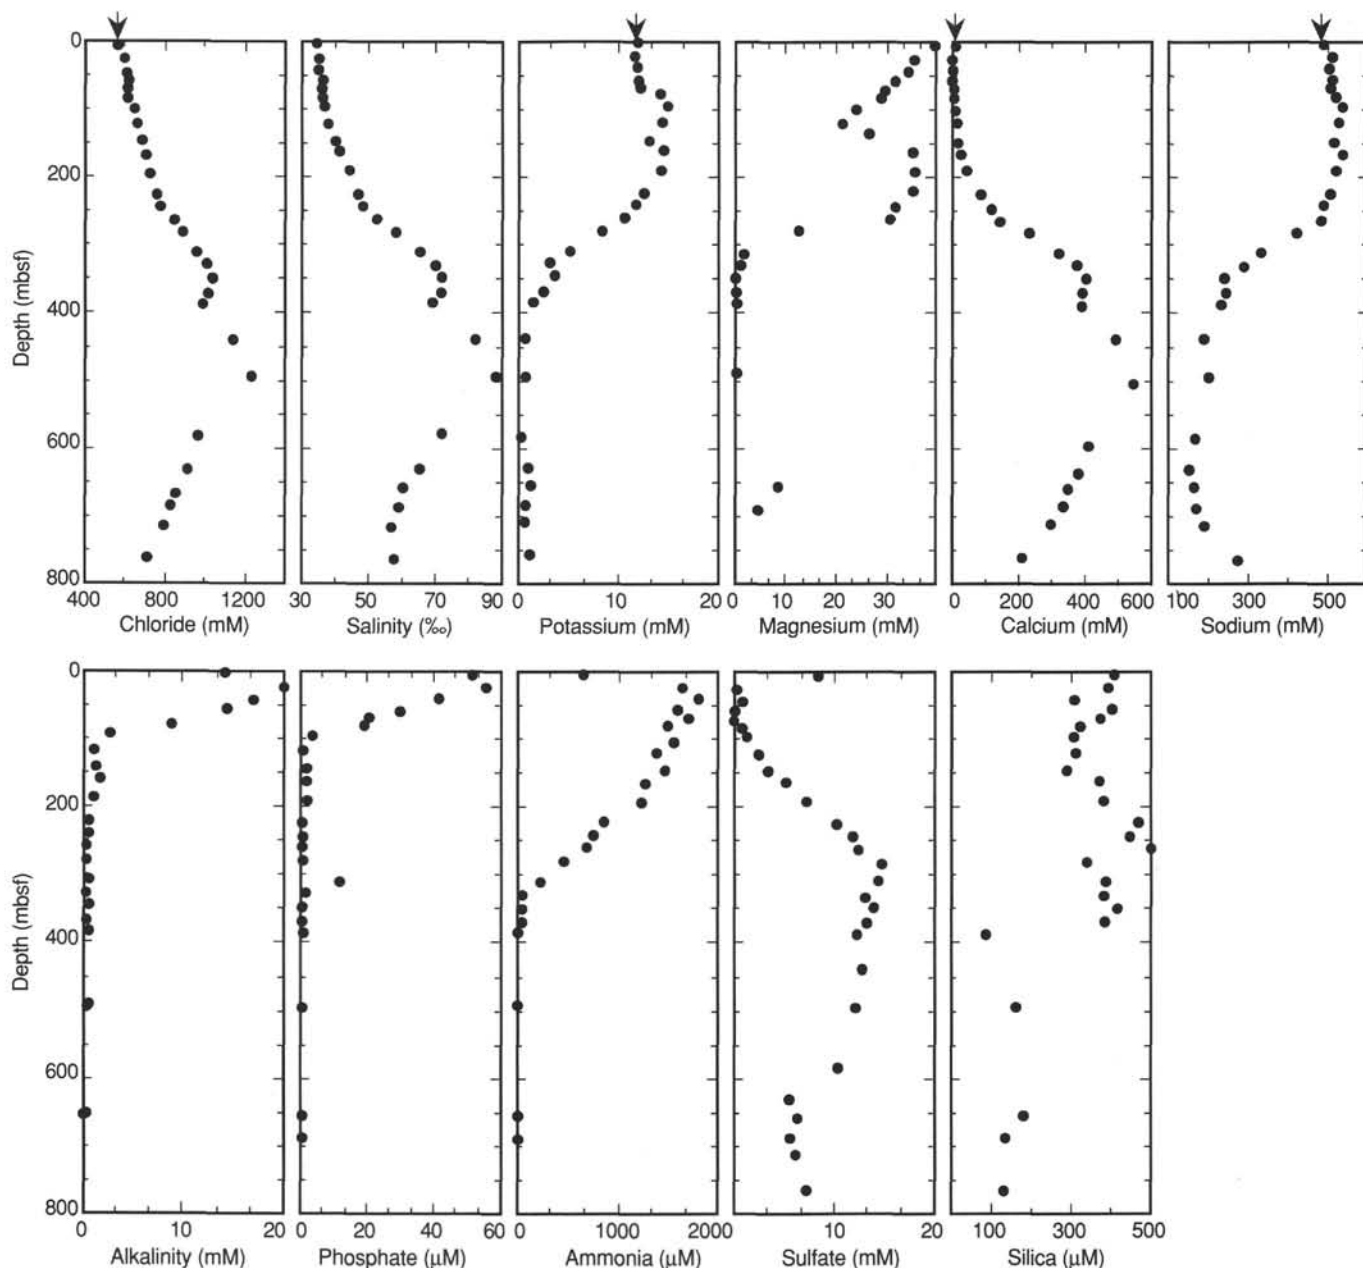 0
200
400
600
800
Depth (mbsf)
400 800 1200
Chloride (mM)
30 50 70 90
Salinity (‰)
0 10 20
Potassium (mM)
0 10 20 30
Magnesium (mM)
0 200 400 600
Calcium (mM)
100 300 500
Sodium (mM)
0
200
400
600
800
Depth (mbsf)
0 10 20
Alkalinity (mM)
0 20 40 60
Phosphate (μM)
0 1000 2000
Ammonia (μM)
0 10 20
Sulfate (mM)
100 300 500
Silica (μM)